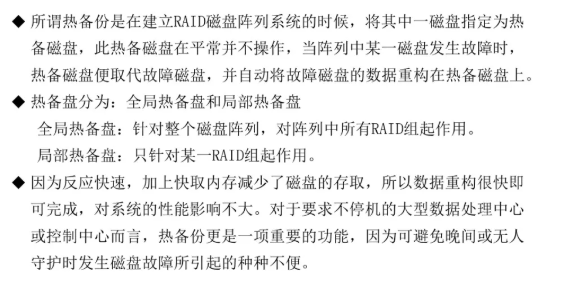 ◆ 所谓热备份是在建立RAID磁盘阵列系统的时候，将其中一磁盘指定为热
备磁盘，此热备磁盘在平常并不操作，当阵列中某一磁盘发生故障时，
热备磁盘便取代故障磁盘，并自动将故障磁盘的数据重构在热备磁盘上。
◆ 热备盘分为：全局热备盘和局部热备盘
全局热备盘：针对整个磁盘阵列，对阵列中所有RAID组起作用。
局部热备盘：只针对某一RAID组起作用。
◆ 因为反应快速，加上快取内存减少了磁盘的存取，所以数据重构很快即
可完成，对系统的性能影响不大。对于要求不停机的大型数据处理中心
或控制中心而言，热备份更是一项重要的功能，因为可避免晚间或无人
守护时发生磁盘故障所引起的种种不便。